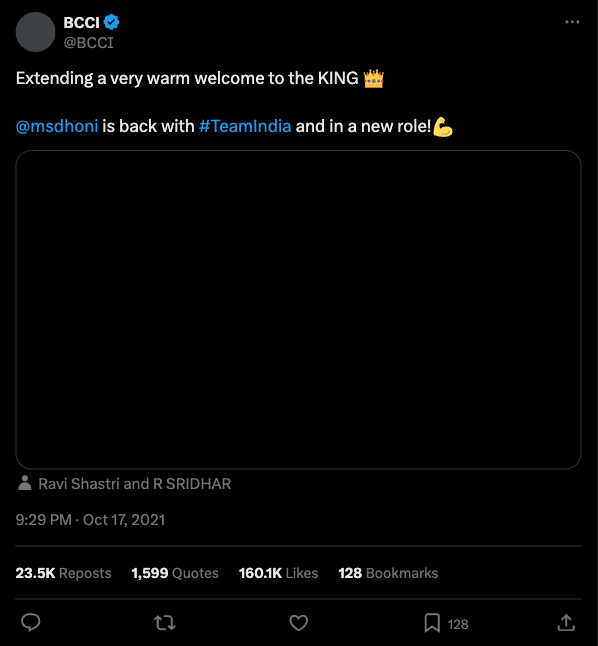 BCCI
@BCCI
Extending a very warm welcome to the KING 👑
@msdhoni is back with #TeamIndia and in a new role!💪
Ravi Shastri and R SRIDHAR
9:29 PM · Oct 17, 2021
23.5K Reposts 1,599 Quotes 160.1K Likes 128 Bookmarks
128